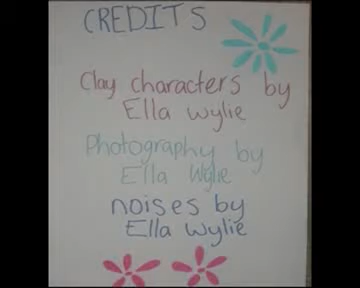 CREDITS
Clay characters by
Ella Wylie
Photography by
Ella Wylie
noises by
Ella Wylie